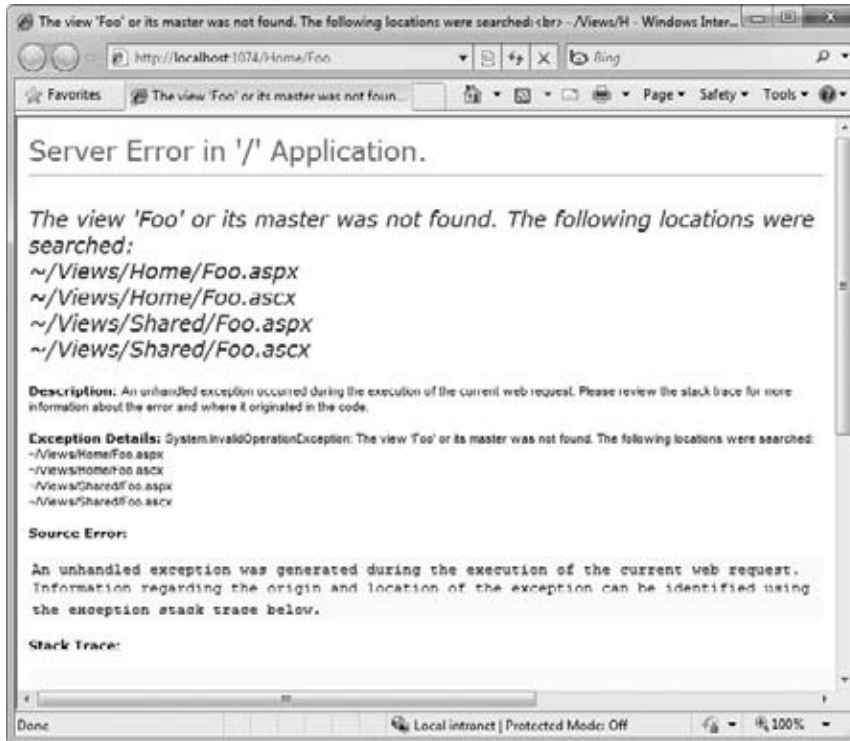 The view 'Foo' or its master was not found. The following locations were searched: <br> - /Views/H - Windows Inter...
http://localhost:1074/Home/Foo
Bing
Favorites
The view 'Foo' or its master was not foun...
Page
Safety
Tools
Server Error in '/' Application.
The view 'Foo' or its master was not found. The following locations were
searched:
~/Views/Home/Foo.aspx
~/Views/Home/Foo.ascx
~/Views/Shared/Foo.aspx
~/Views/Shared/Foo.ascx
Description: An unhandled exception occurred during the execution of the current web request. Please review the stack trace for more
information about the error and where it originated in the code.
Exception Details: System.InvalidOperationException: The view 'Foo' or its master was not found. The following locations were searched:
~/Views/Home/Foo.aspx
~/Views/Home/Foo.ascx
~/Views/Shared/Foo.aspx
~/Views/Shared/Foo.ascx
Source Error:
An unhandled exception was generated during the execution of the current web request.
Information regarding the origin and location of the exception can be identified using
the exception stack trace below.
Stack Trace:
Done
Local intranet | Protected Mode: Off
100%